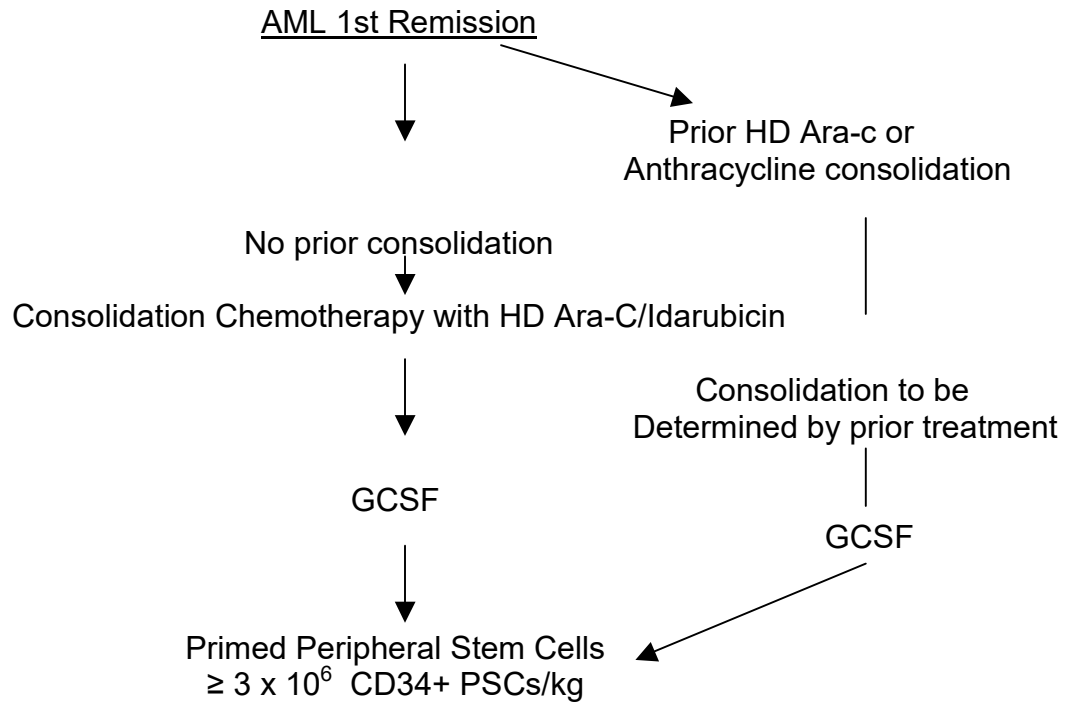 AML 1st Remission
Prior HD Ara-c or
Anthracycline consolidation
No prior consolidation
Consolidation Chemotherapy with HD Ara-C/Idarubicin
Consolidation to be
Determined by prior treatment
GCSF
GCSF
Primed Peripheral Stem Cells
≥ 3 x 10⁶ CD34+ PSCs/kg